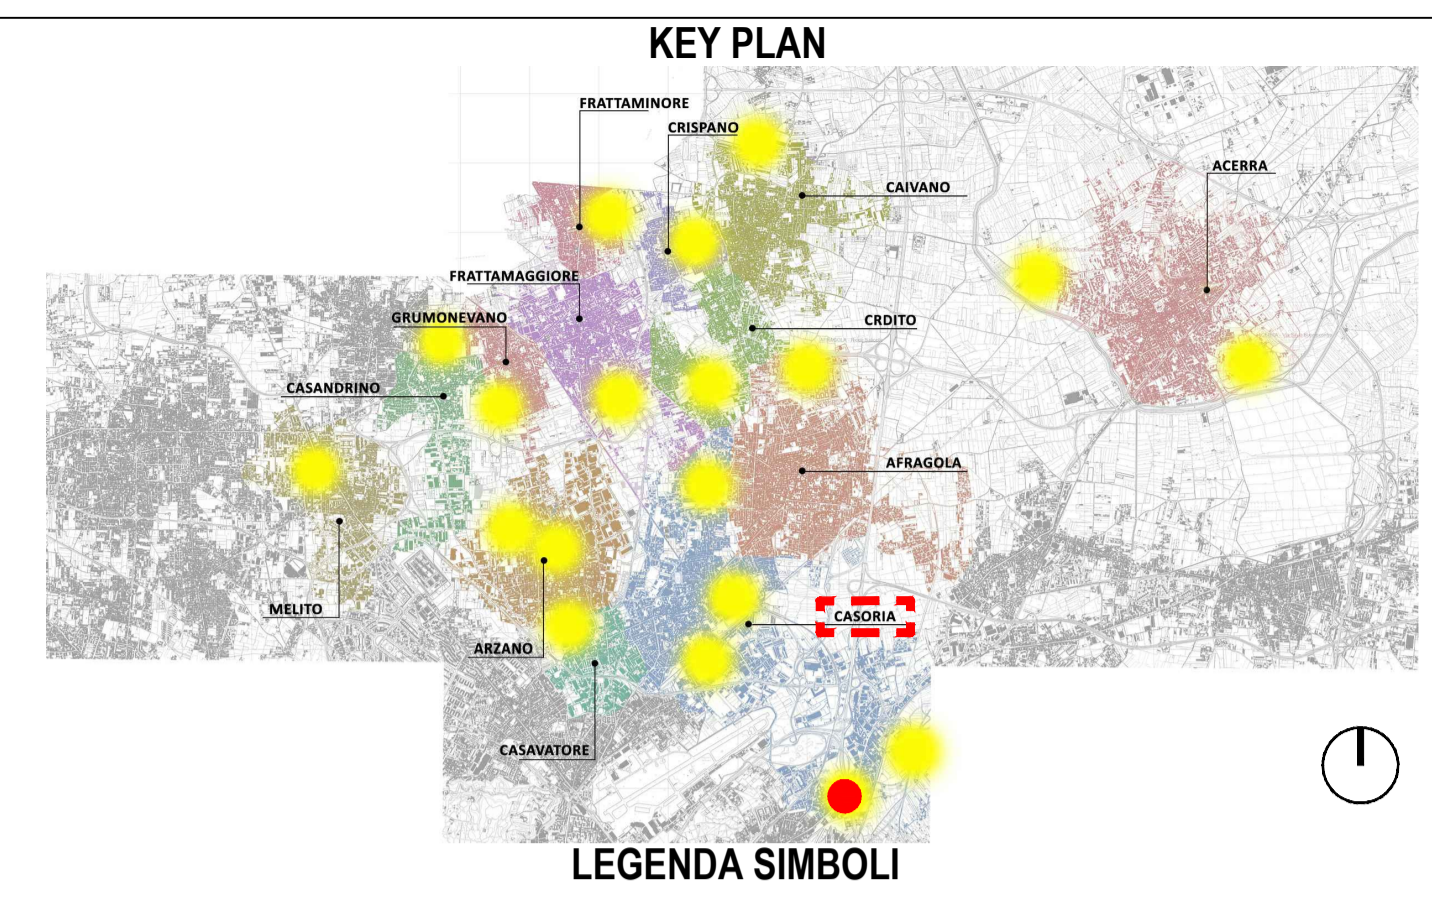 KEY PLAN
FRATTAMINORE
CRISPANO
ACERRA
CAIVANO
FRATTAMAGGIORE
GRUMONEVANO
CRDITO
CASANDRINO
AFRAGOLA
MELITO
CASORIA
ARZANO
CASAVATORE
LEGENDA SIMBOLI